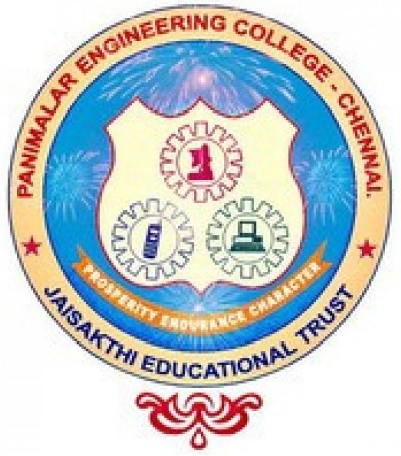 PANIMALAR ENGINEERING COLLEGE - CHENNAI.
PROSPERITY ENDURANCE CHARACTER
JAISAKTHI EDUCATIONAL TRUST